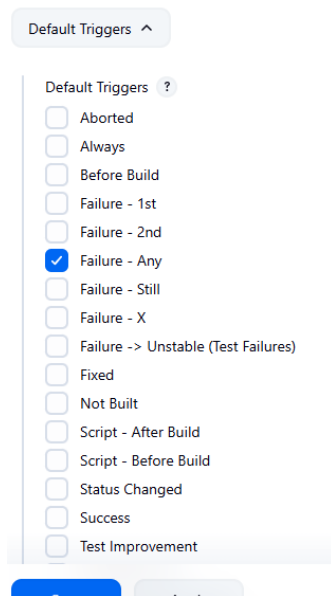 Default Triggers
Default Triggers ?
Aborted
Always
Before Build
Failure - 1st
Failure - 2nd
Failure - Any
Failure - Still
Failure - X
Failure -> Unstable (Test Failures)
Fixed
Not Built
Script - After Build
Script - Before Build
Status Changed
Success
Test Improvement